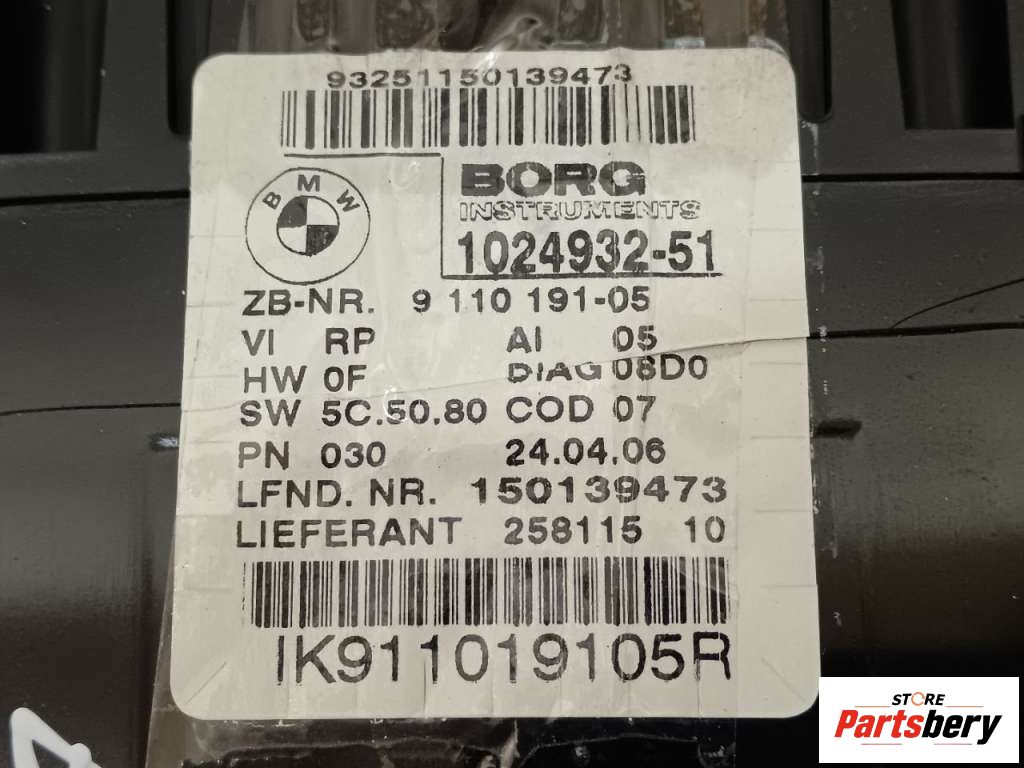 93251150139473
BMW
BORG
INSTRUMENTS
1024932-51
ZB-NR. 9 110 191-05
VI RP AI 05
HW 0F DIAG 08D0
SW 5C.50.80 COD 07
PN 030 24.04.06
LFND. NR. 150139473
LIEFERANT 258115 10
IK911019105R
STORE
Partsbery